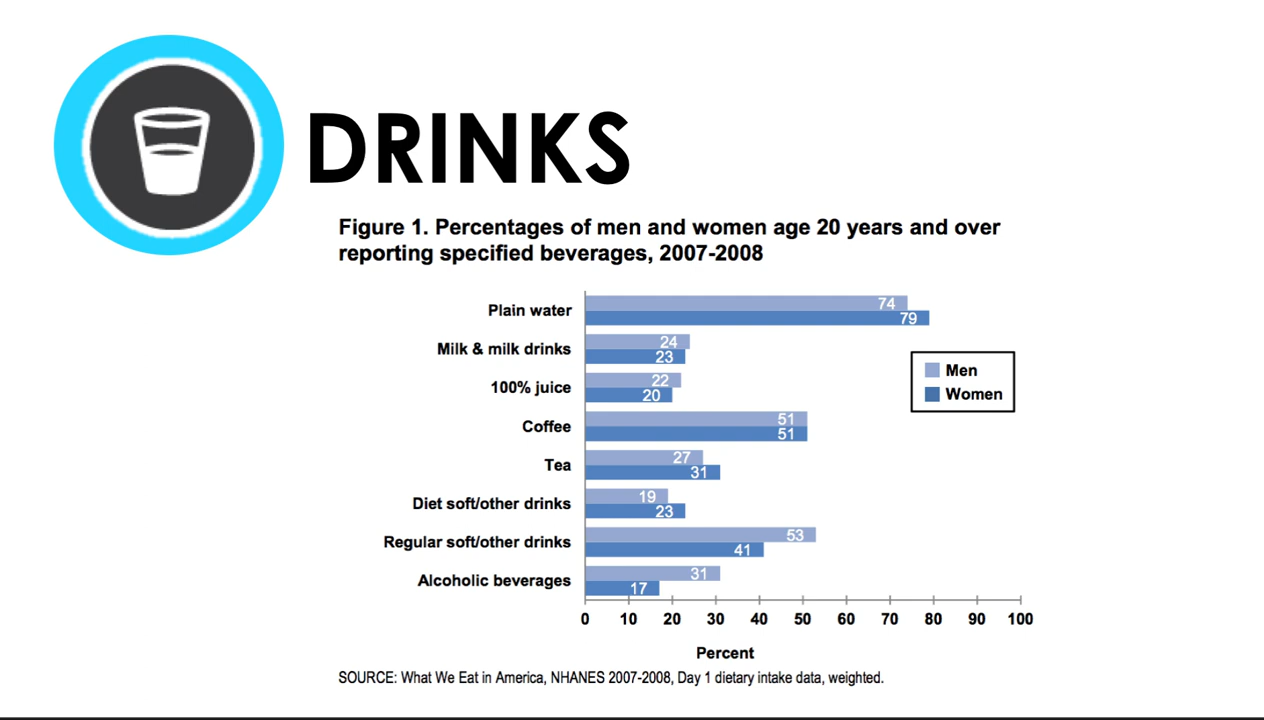 DRINKS
Figure 1. Percentages of men and women age 20 years and over
reporting specified beverages, 2007-2008
Plain water
74
79
Milk & milk drinks
24
23
100% juice
22
20
Coffee
51
51
Tea
27
31
Diet soft/other drinks
19
23
Regular soft/other drinks
53
41
Alcoholic beverages
31
17
Men
Women
0 10 20 30 40 50 60 70 80 90 100
Percent
SOURCE: What We Eat in America, NHANES 2007-2008, Day 1 dietary intake data, weighted.